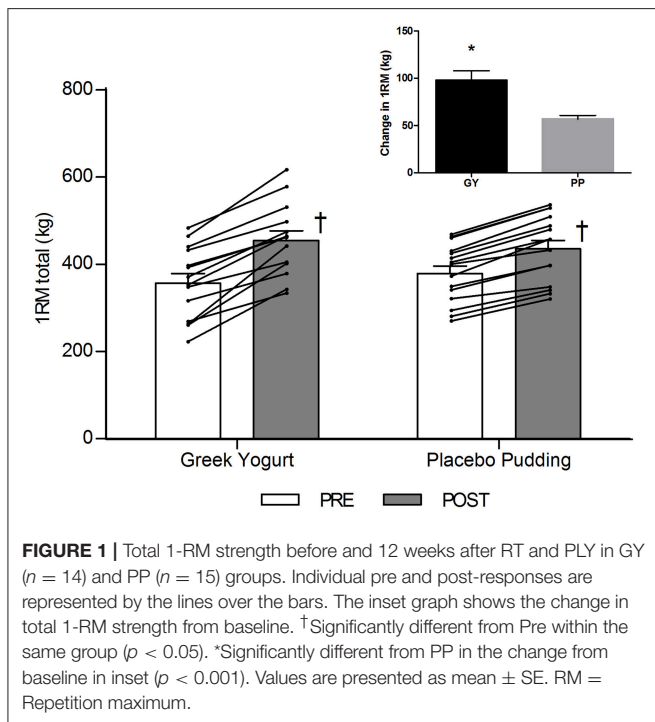 150
100
50
0
Change in 1RM (kg)
*
GY
PP
800
600
400
200
0
1RM total (kg)
†
†
Greek Yogurt
Placebo Pudding
PRE
POST
FIGURE 1 | Total 1-RM strength before and 12 weeks after RT and PLY in GY
(n = 14) and PP (n = 15) groups. Individual pre and post-responses are
represented by the lines over the bars. The inset graph shows the change in
total 1-RM strength from baseline. †Significantly different from Pre within the
same group (p < 0.05). *Significantly different from PP in the change from
baseline in inset (p < 0.001). Values are presented as mean ± SE. RM =
Repetition maximum.